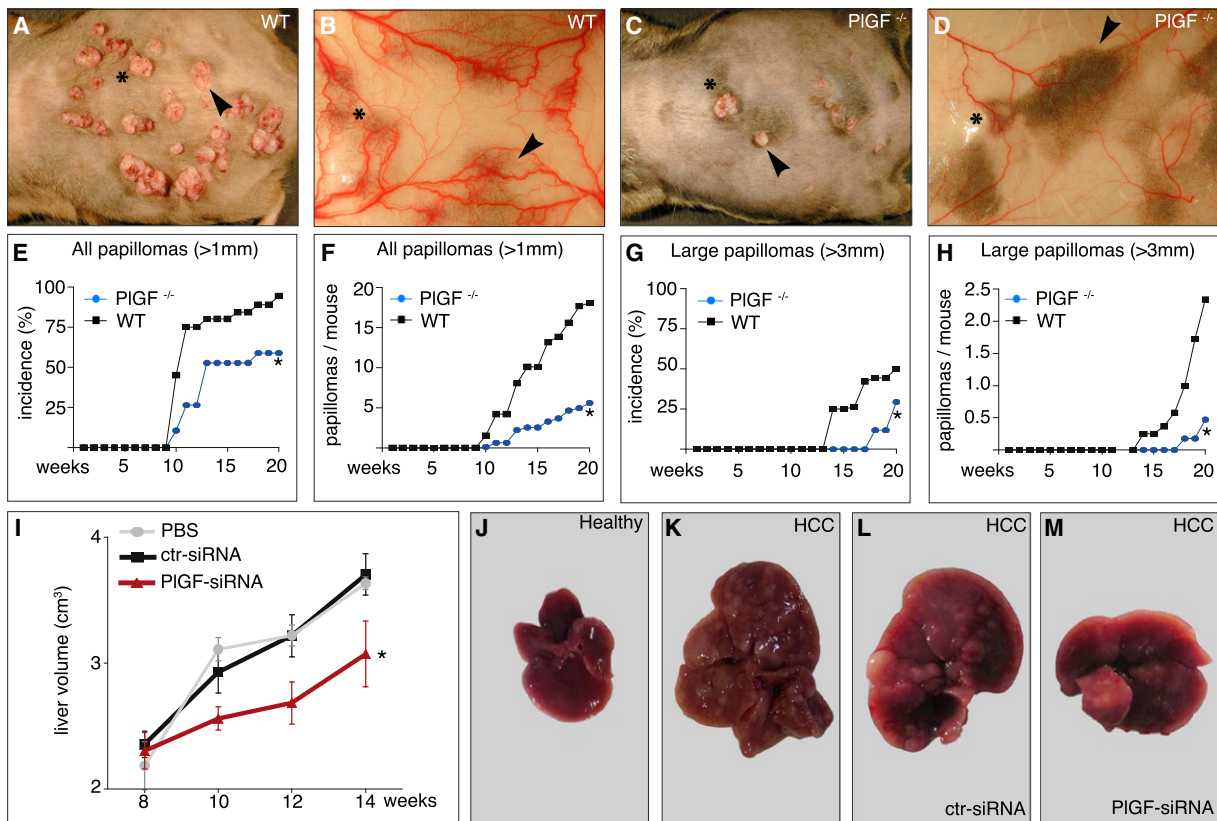 A
WT
*
B
WT
*
C
PlGF -/-
*
D
PlGF -/-
*
E
All papillomas (>1mm)
100
75
50
25
incidence (%)
PlGF -/-
WT
*
weeks 5 10 15 20
F
All papillomas (>1mm)
20
15
10
5
papillomas / mouse
PlGF -/-
WT
*
weeks 5 10 15 20
G
Large papillomas (>3mm)
100
75
50
25
incidence (%)
PlGF -/-
WT
*
weeks 5 10 15 20
H
Large papillomas (>3mm)
2.5
2.0
1.5
1.0
0.5
papillomas / mouse
PlGF -/-
WT
*
weeks 5 10 15 20
I
PBS
ctr-siRNA
PlGF-siRNA
4
3
2
liver volume (cm3)
*
8 10 12 14 weeks
J
Healthy
K
HCC
L
HCC
ctr-siRNA
M
HCC
PlGF-siRNA